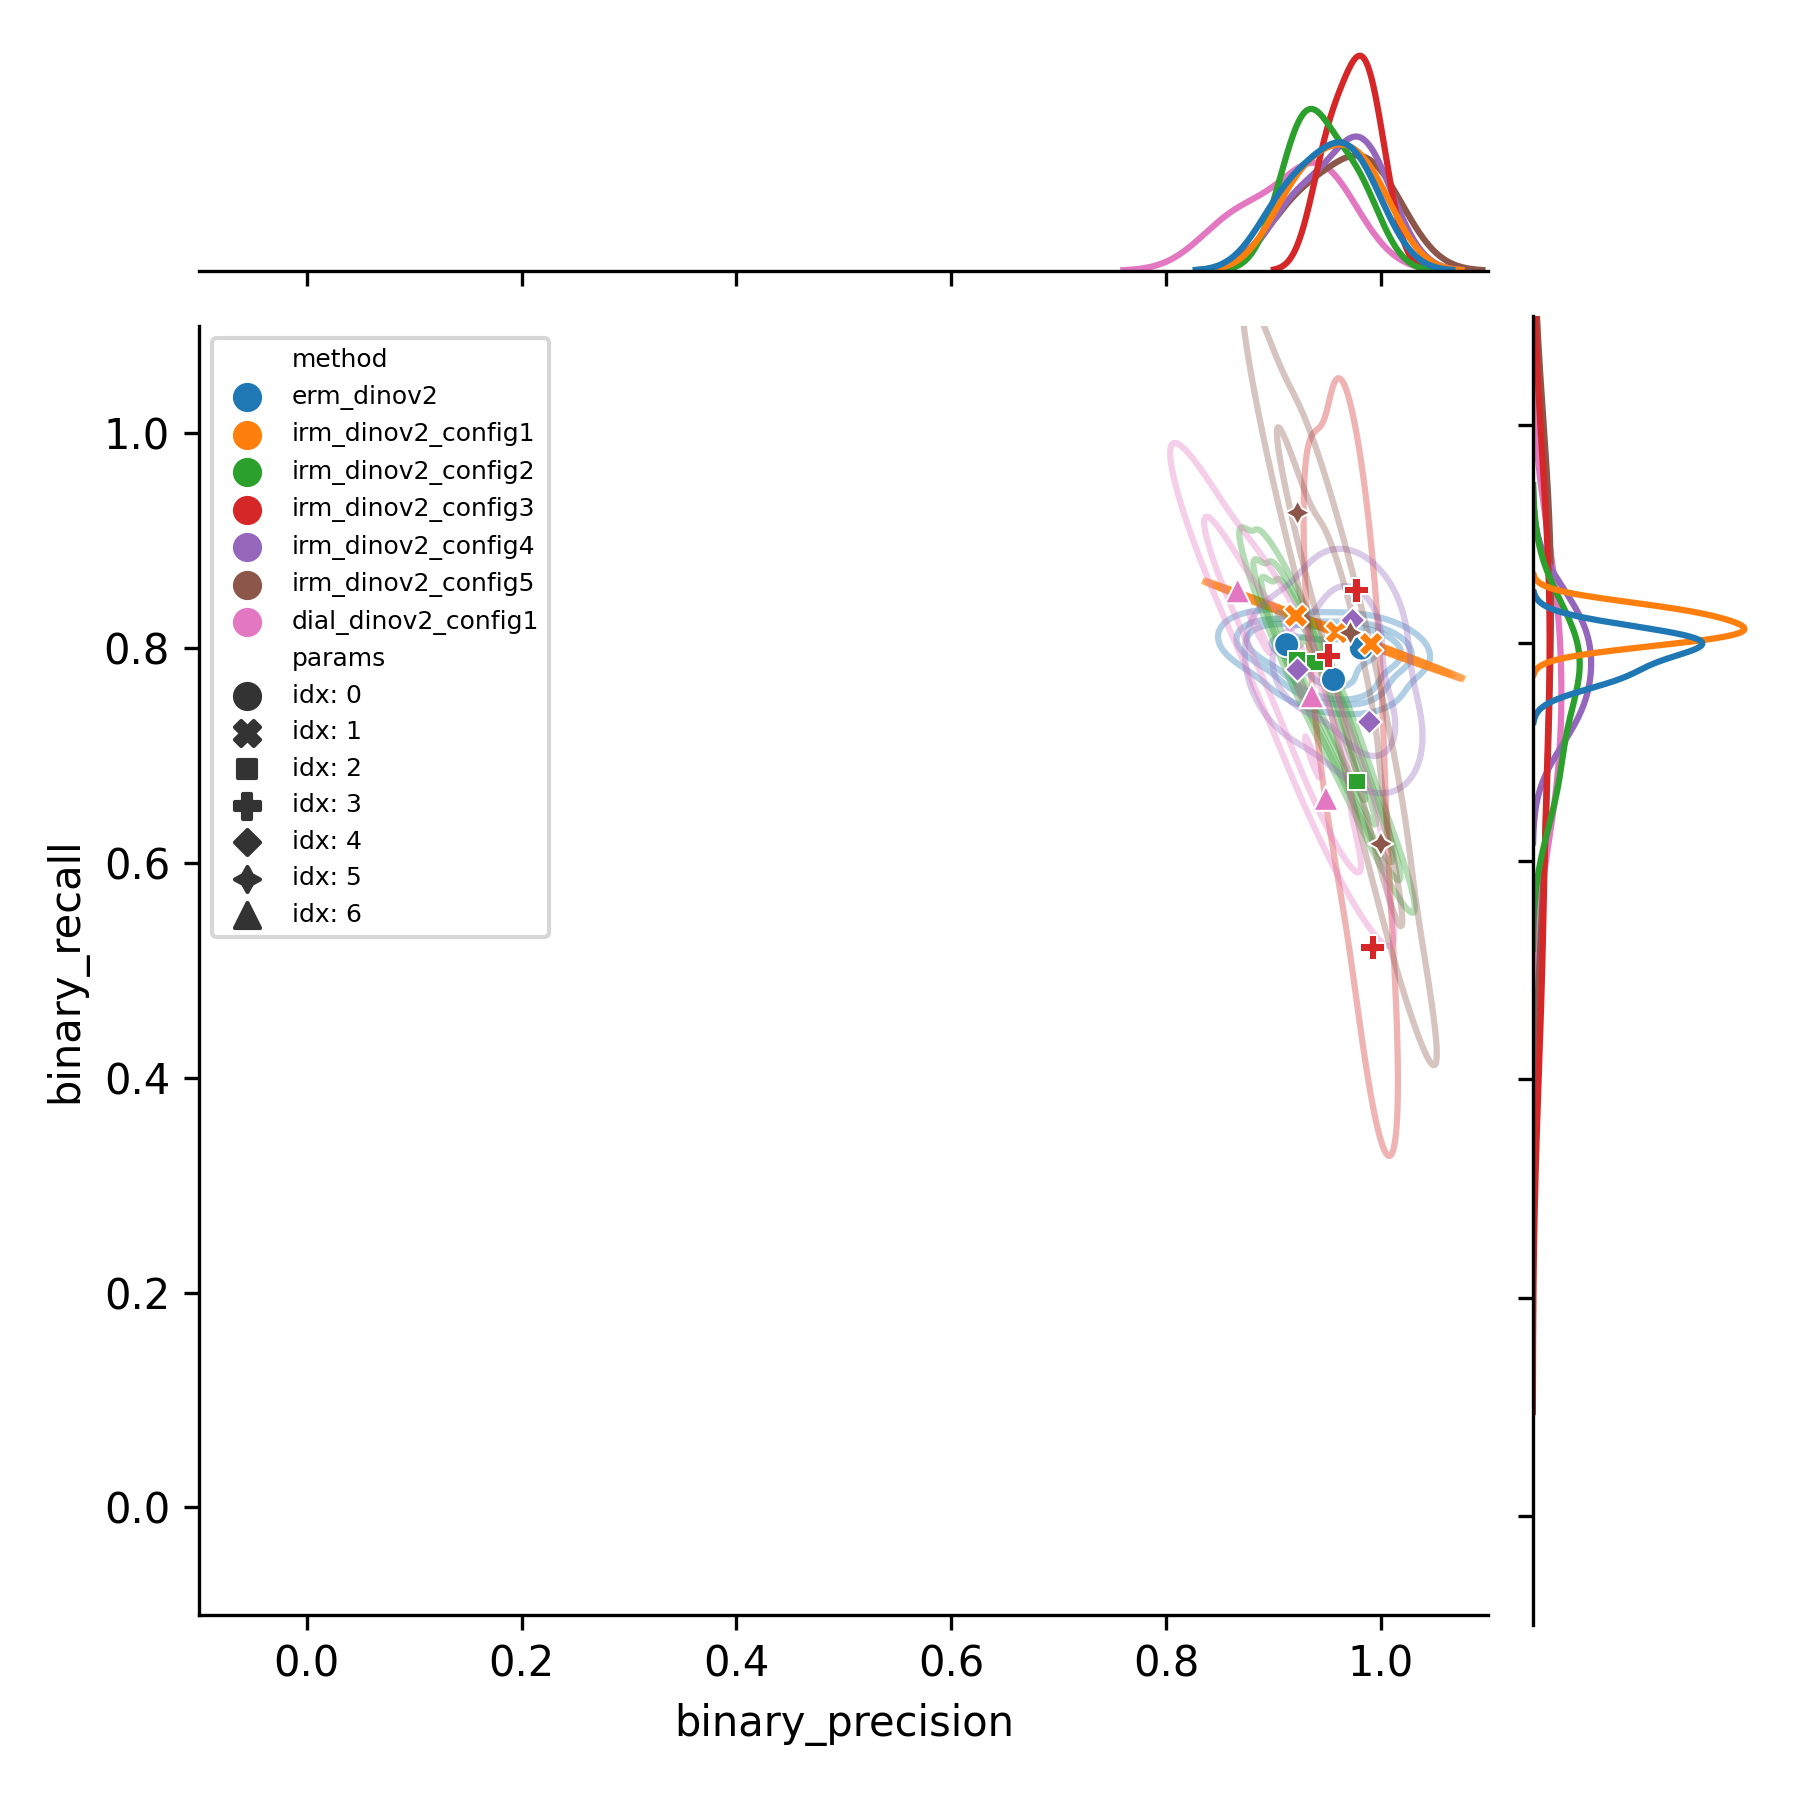 method
erm_dinov2
irm_dinov2_config1
irm_dinov2_config2
irm_dinov2_config3
irm_dinov2_config4
irm_dinov2_config5
dial_dinov2_config1
params
idx: 0
idx: 1
idx: 2
idx: 3
idx: 4
idx: 5
idx: 6
binary_recall
1.0
0.8
0.6
0.4
0.2
0.0
0.0 0.2 0.4 0.6 0.8 1.0
binary_precision